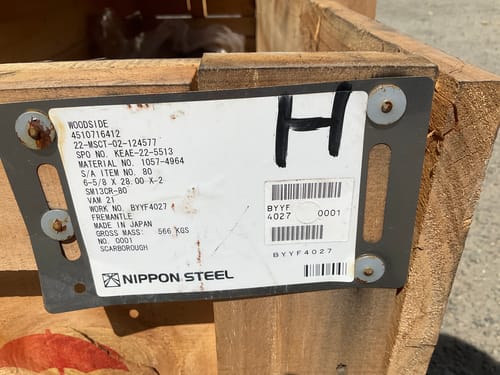 WOODSIDE
4510716412
22-MSCT-02-124577
SPO NO. KEAE-22-5513
MATERIAL NO. 1057-4964
S/A ITEM NO. 80
6-5/8 X 28.00 X-2
SM13CR-80
VAM 21
WORK NO. BYYF4027
FREMANTLE
MADE IN JAPAN
GROSS MASS: 566 KGS
NO. 0001
SCARBOROUGH
NIPPON STEEL
H
BYYF
4027 0001
BYYF4027